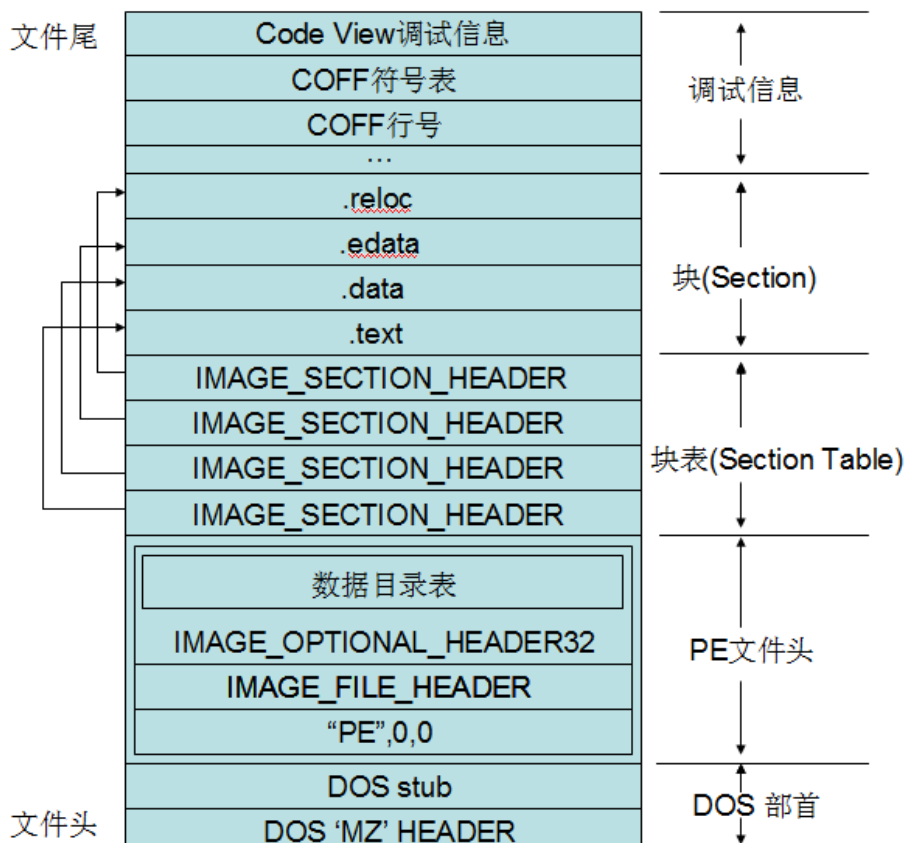 文件尾
Code View调试信息
COFF符号表
调试信息
COFF行号
...
.reloc
.edata
块(Section)
.data
.text
IMAGE_SECTION_HEADER
IMAGE_SECTION_HEADER
块表(Section Table)
IMAGE_SECTION_HEADER
IMAGE_SECTION_HEADER
数据目录表
IMAGE_OPTIONAL_HEADER32
PE文件头
IMAGE_FILE_HEADER
“PE”,0,0
DOS stub
DOS 部首
文件头
DOS ‘MZ’ HEADER